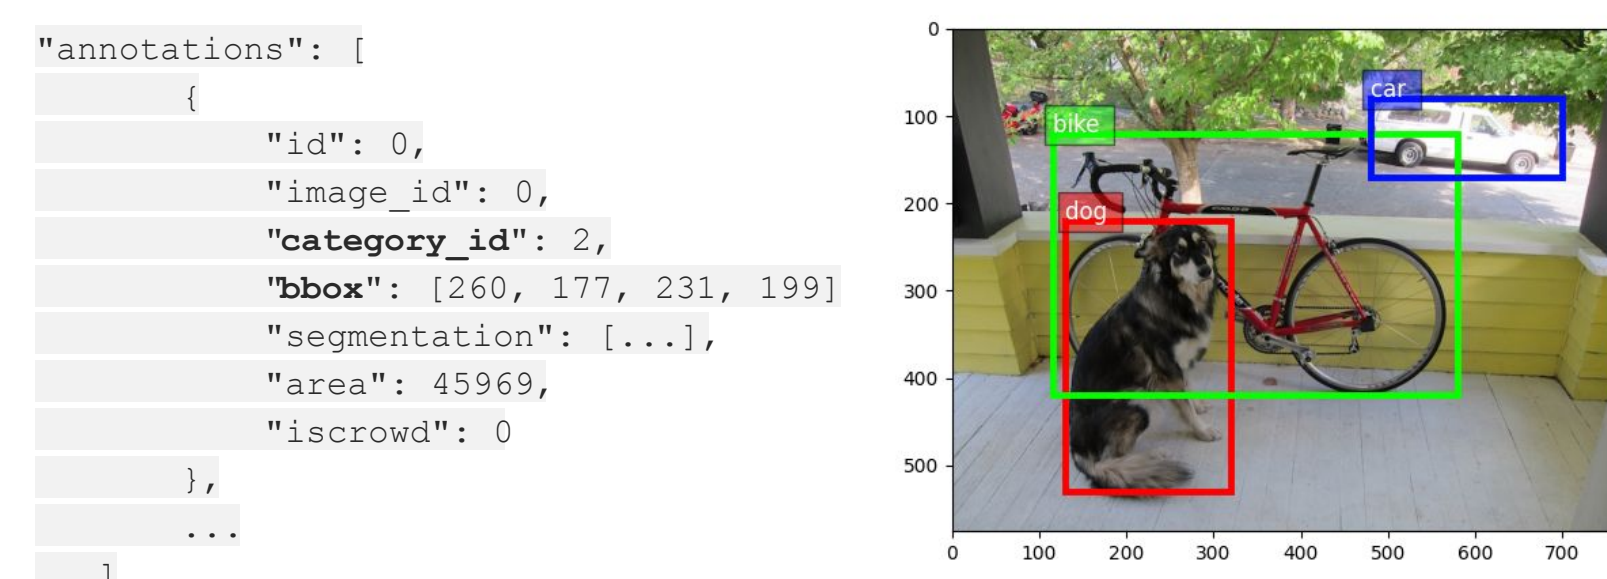 "annotations": [
{
"id": 0,
"image_id": 0,
"category_id": 2,
"bbox": [260, 177, 231, 199]
"segmentation": [...],
"area": 45969,
"iscrowd": 0
},
...
]
0
100
200
300
400
500
car
bike
dog
0 100 200 300 400 500 600 700